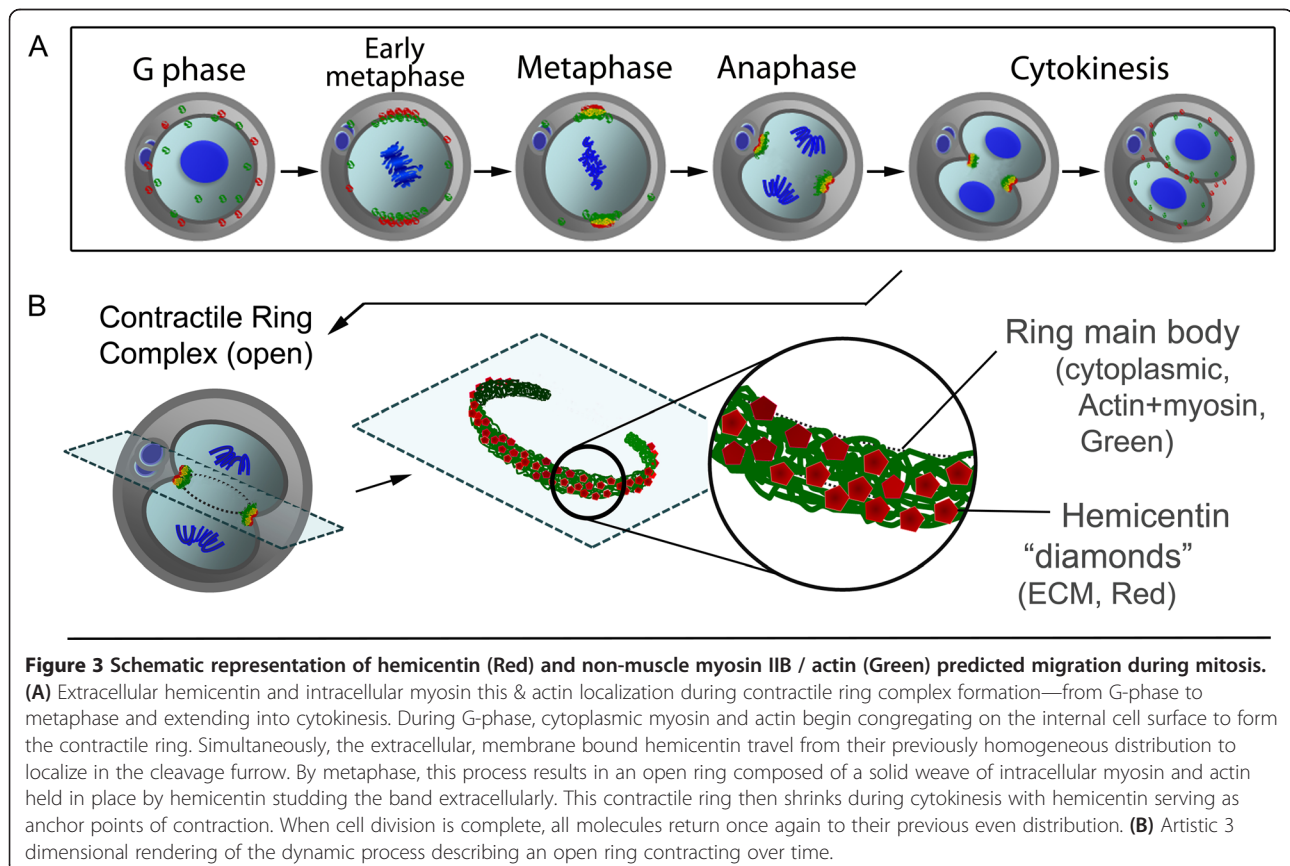 A
G phase
Early
metaphase
Metaphase
Anaphase
Cytokinesis
B
Contractile Ring
Complex (open)
Ring main body
(cytoplasmic,
Actin+myosin,
Green)
Hemicentin
“diamonds”
(ECM, Red)
Figure 3 Schematic representation of hemicentin (Red) and non-muscle myosin IIB / actin (Green) predicted migration during mitosis.
(A) Extracellular hemicentin and intracellular myosin this & actin localization during contractile ring complex formation—from G-phase to
metaphase and extending into cytokinesis. During G-phase, cytoplasmic myosin and actin begin congregating on the internal cell surface to form
the contractile ring. Simultaneously, the extracellular, membrane bound hemicentin travel from their previously homogeneous distribution to
localize in the cleavage furrow. By metaphase, this process results in an open ring composed of a solid weave of intracellular myosin and actin
held in place by hemicentin studding the band extracellularly. This contractile ring then shrinks during cytokinesis with hemicentin serving as
anchor points of contraction. When cell division is complete, all molecules return once again to their previous even distribution. (B) Artistic 3
dimensional rendering of the dynamic process describing an open ring contracting over time.